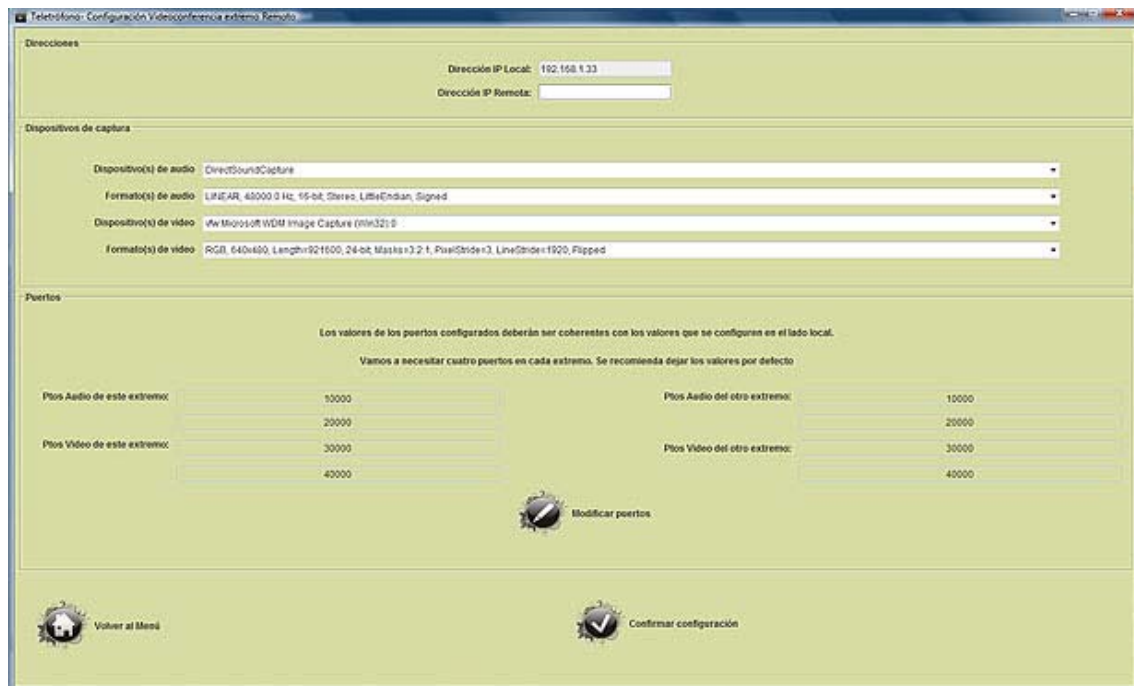 Teletrófono- Configuración Videoconferencia extremo Remoto
Direcciones
Dirección IP Local: 192.168.1.33
Dirección IP Remota:
Dispositivos de captura
Dispositivo(s) de audio DirectSoundCapture
Formato(s) de audio LINEAR, 48000.0 Hz, 16-bit, Stereo, LittleEndian, Signed
Dispositivo(s) de video vfw:Microsoft WDM Image Capture (Win32):0
Formato(s) de video RGB, 640x480, Length=921600, 24-bit, Masks=3:2:1, PixelStride=3, LineStride=1920, Flipped
Puertos
Los valores de los puertos configurados deberán ser coherentes con los valores que se configuren en el lado local.
Vamos a necesitar cuatro puertos en cada extremo. Se recomienda dejar los valores por defecto
Ptos Audio de este extremo: 10000 Ptos Audio del otro extremo: 10000
20000 20000
Ptos Video de este extremo: 30000 Ptos Video del otro extremo: 30000
40000 40000
Modificar puertos
Volver al Menú Confirmar configuración